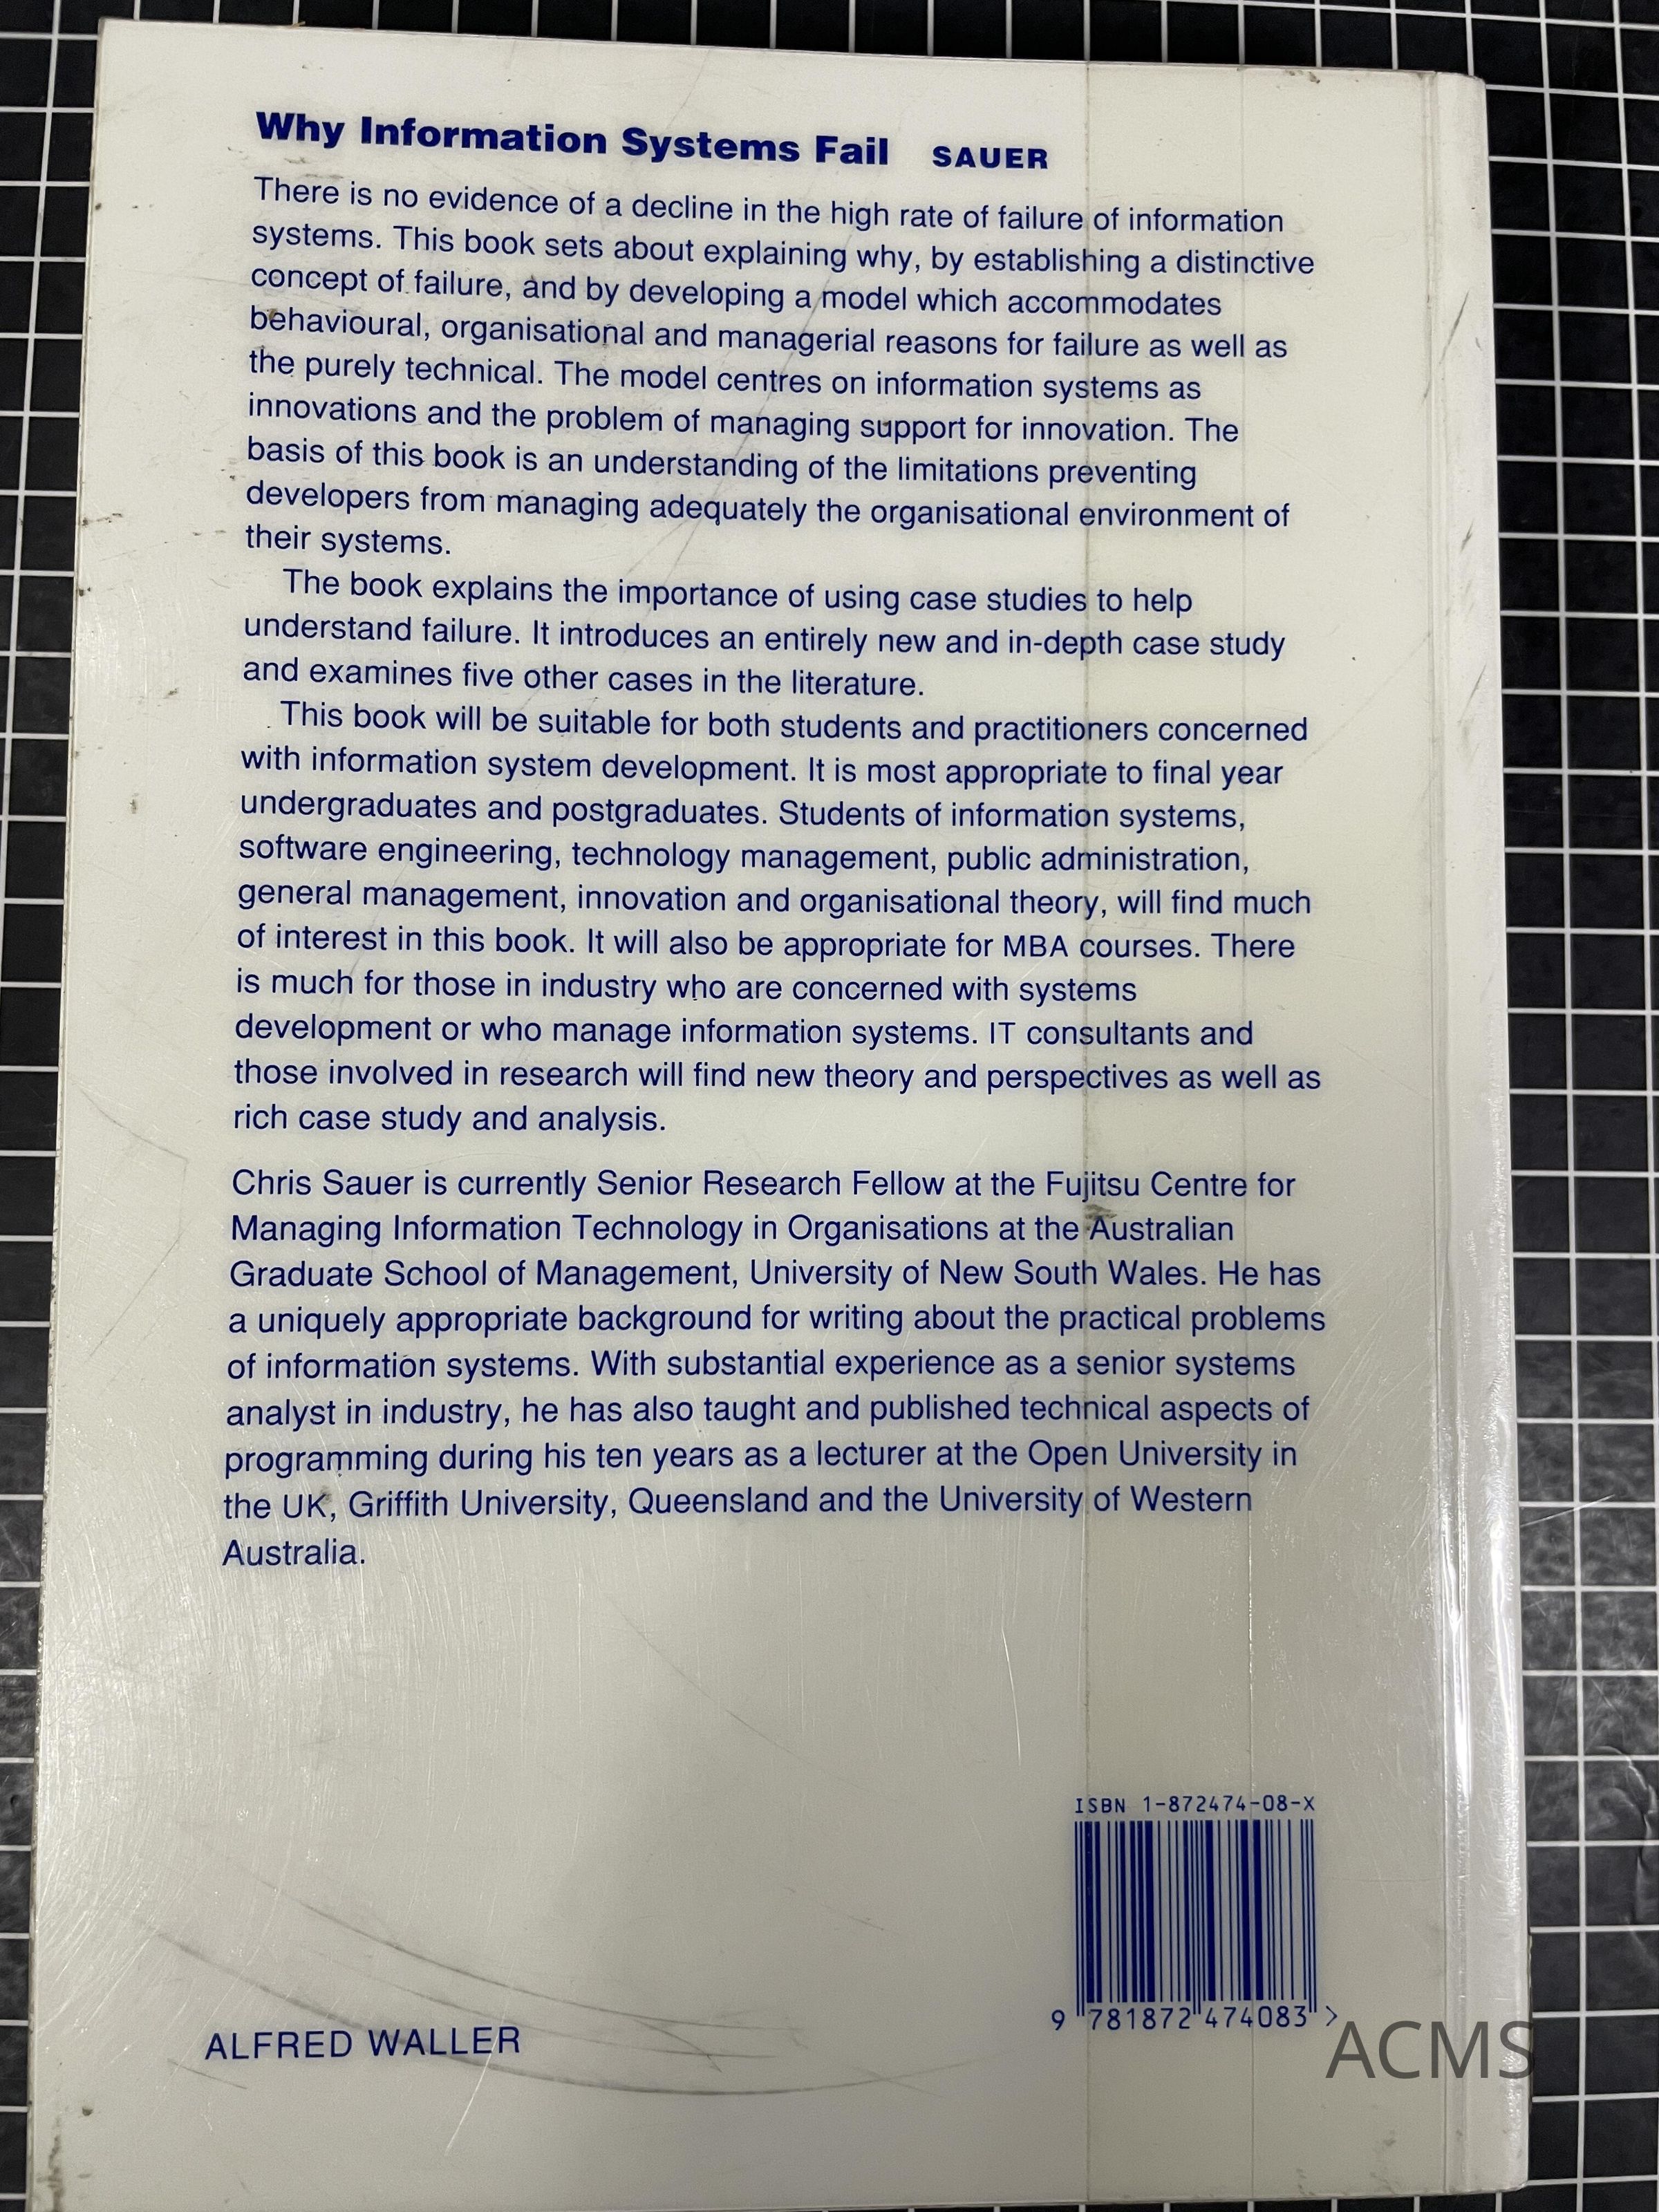 Why Information Systems Fail SAUER
There is no evidence of a decline in the high rate of failure of information
systems. This book sets about explaining why, by establishing a distinctive
concept of failure, and by developing a model which accommodates
behavioural, organisational and managerial reasons for failure as well as
the purely technical. The model centres on information systems as
innovations and the problem of managing support for innovation. The
basis of this book is an understanding of the limitations preventing
developers from managing adequately the organisational environment of
their systems.
The book explains the importance of using case studies to help
understand failure. It introduces an entirely new and in-depth case study
and examines five other cases in the literature.
This book will be suitable for both students and practitioners concerned
with information system development. It is most appropriate to final year
undergraduates and postgraduates. Students of information systems,
software engineering, technology management, public administration,
general management, innovation and organisational theory, will find much
of interest in this book. It will also be appropriate for MBA courses. There
is much for those in industry who are concerned with systems
development or who manage information systems. IT consultants and
those involved in research will find new theory and perspectives as well as
rich case study and analysis.
Chris Sauer is currently Senior Research Fellow at the Fujitsu Centre for
Managing Information Technology in Organisations at the Australian
Graduate School of Management, University of New South Wales. He has
a uniquely appropriate background for writing about the practical problems
of information systems. With substantial experience as a senior systems
analyst in industry, he has also taught and published technical aspects of
programming during his ten years as a lecturer at the Open University in
the UK, Griffith University, Queensland and the University of Western
Australia.
ISBN 1-872474-08-X
9 781872 474083 >
ALFRED WALLER
ACMS